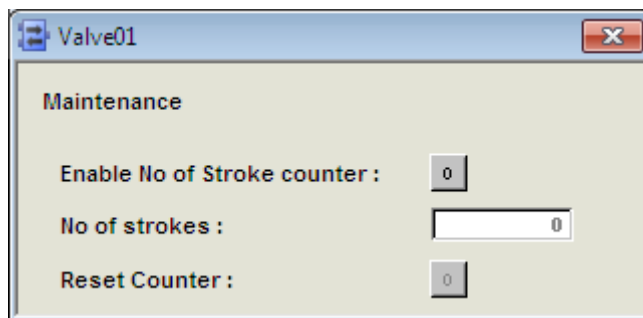 Valve01
Maintenance
Enable No of Stroke counter : 0
No of strokes : 0
Reset Counter : 0